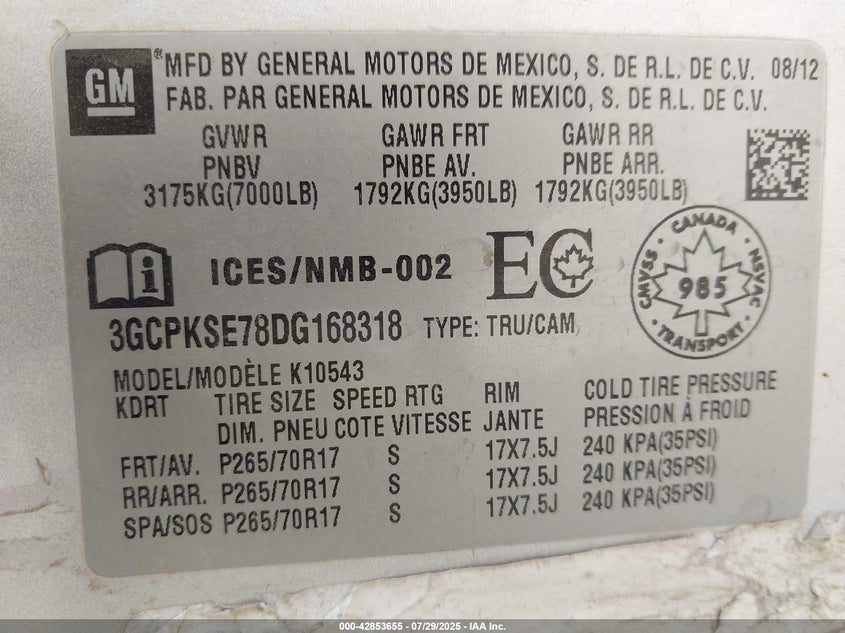 GM
® MFD BY GENERAL MOTORS DE MEXICO, S. DE R.L. DE C.V. 08/12
FAB. PAR GENERAL MOTORS DE MEXICO, S. DE R.L. DE C.V.
GVWR GAWR FRT GAWR RR
PNBV PNBE AV. PNBE ARR.
3175KG(7000LB) 1792KG(3950LB) 1792KG(3950LB)
i ICES/NMB-002 EC
CANADA
CMVSS 985 NSVAC
TRANSPORT
3GCPKSE78DG168318 TYPE: TRU/CAM
MODEL/MODÈLE K10543
KDRT TIRE SIZE SPEED RTG RIM COLD TIRE PRESSURE
DIM. PNEU COTE VITESSE JANTE PRESSION À FROID
FRT/AV. P265/70R17 S 17X7.5J 240 KPA(35PSI)
RR/ARR. P265/70R17 S 17X7.5J 240 KPA(35PSI)
SPA/SOS P265/70R17 S 17X7.5J 240 KPA(35PSI)
000-42853655 - 07/29/2025 - IAA Inc.